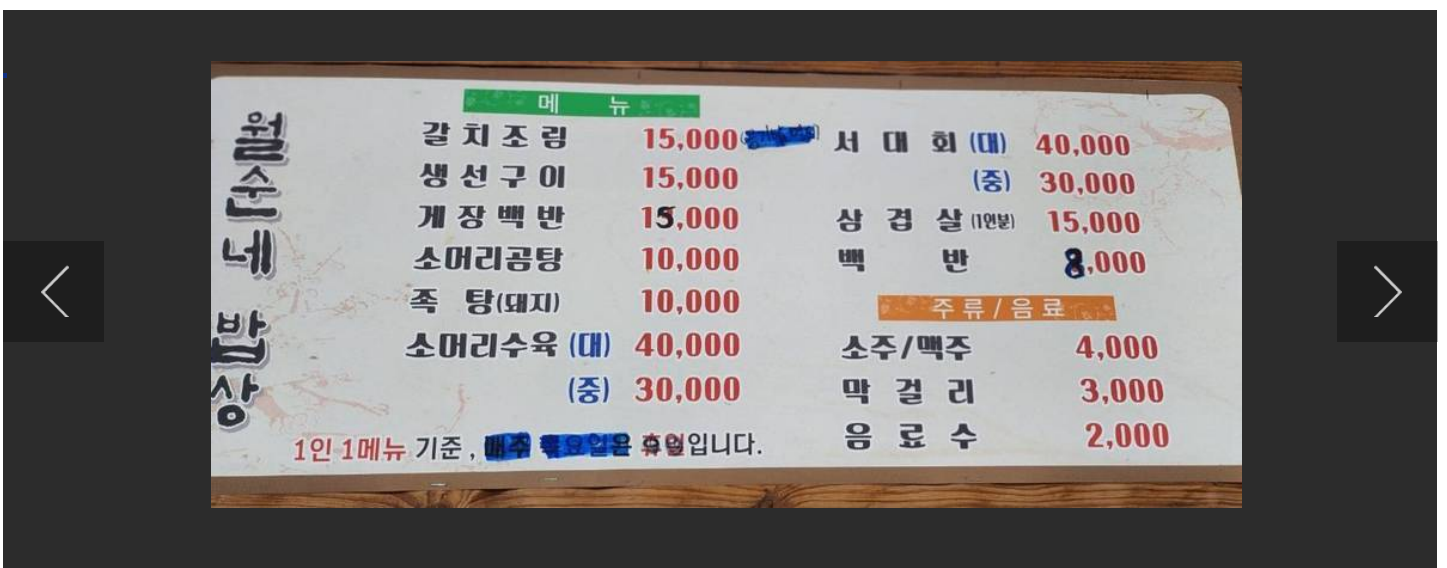 월순네 밥상
메 뉴
갈치조림 15,000
생선구이 15,000
게장백반 15,000
소머리곰탕 10,000
족 탕(돼지) 10,000
소머리수육 (대) 40,000
(중) 30,000
1인 1메뉴 기준, 매주 요일은 휴일입니다.
서 대 회 (대) 40,000
(중) 30,000
삼 겹 살 (1인분) 15,000
백 반 8,000
주류/음료
소주/맥주 4,000
막 걸 리 3,000
음 료 수 2,000